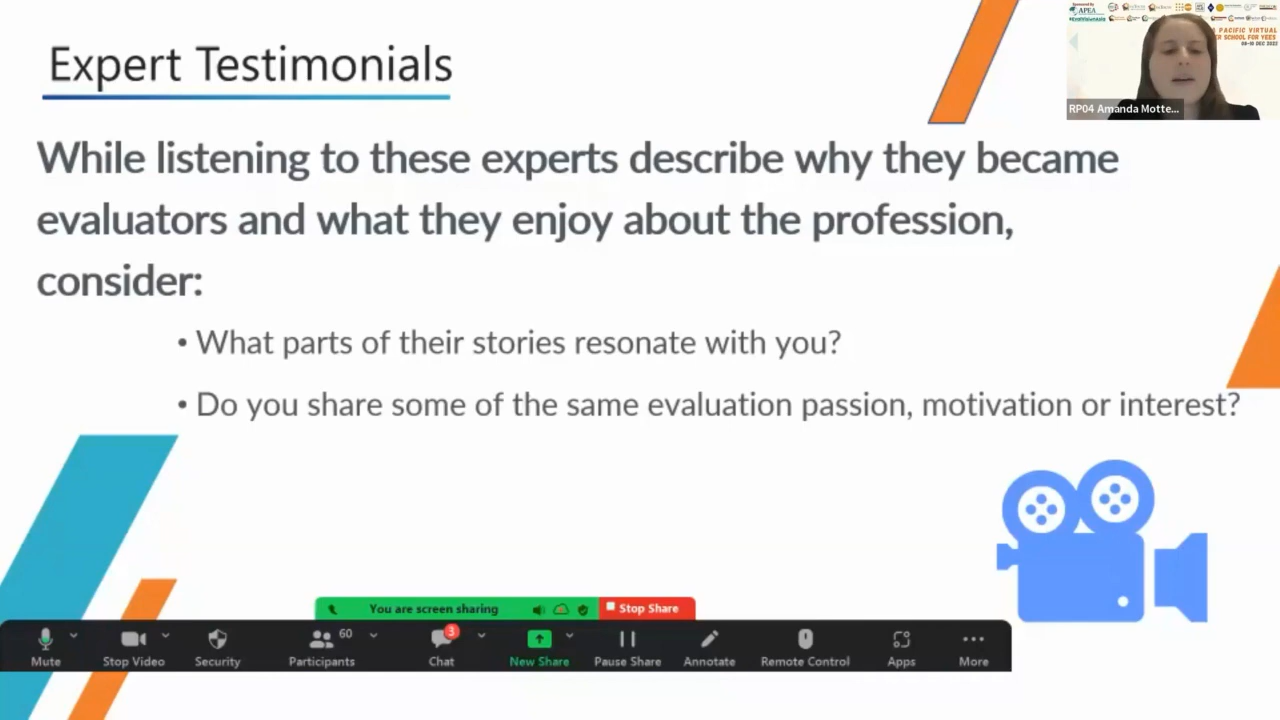 Expert Testimonials
While listening to these experts describe why they became
evaluators and what they enjoy about the profession,
consider:
• What parts of their stories resonate with you?
• Do you share some of the same evaluation passion, motivation or interest?
APEA
A PACIFIC VIRTUAL
ER SCHOOL FOR YEES
RP04 Amanda Motte...
You are screen sharing
Stop Share
60
3
Mute
Stop Video
Security
Participants
Chat
New Share
Pause Share
Annotate
Remote Control
Apps
More